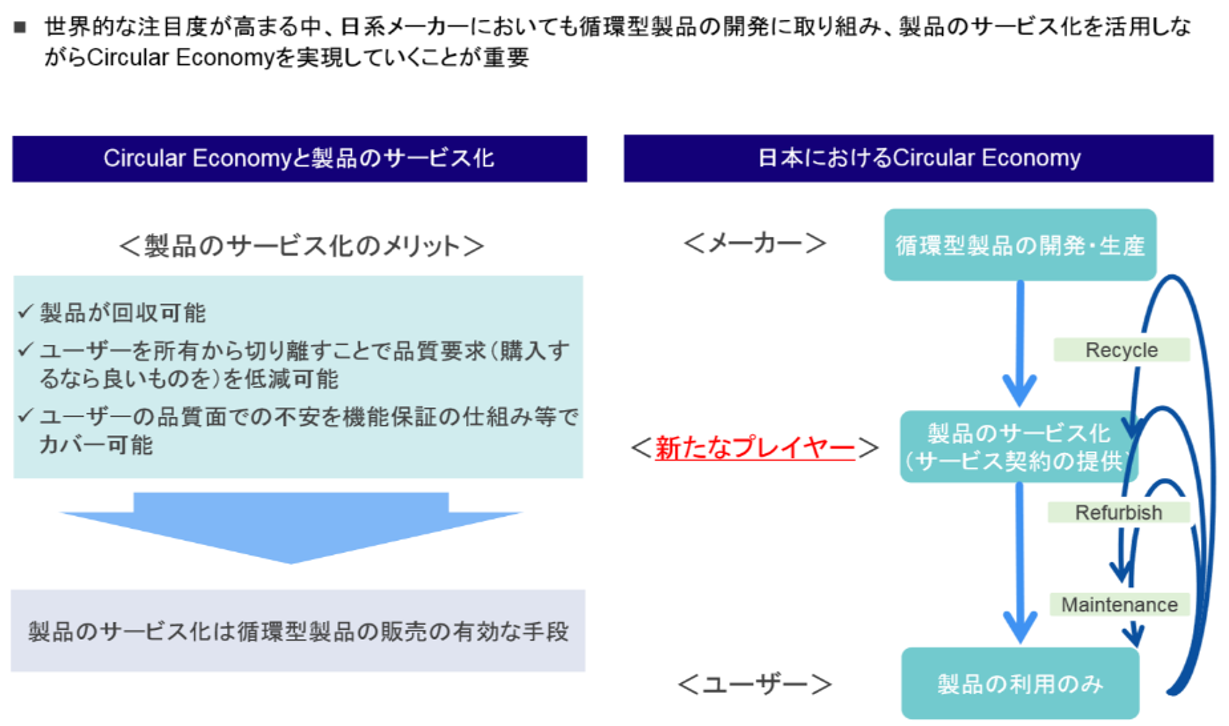 ■ 世界的な注目度が高まる中、日系メーカーにおいても循環型製品の開発に取り組み、製品のサービス化を活用しな
がらCircular Economyを実現していくことが重要
Circular Economyと製品のサービス化
＜製品のサービス化のメリット＞
✓ 製品が回収可能
✓ ユーザーを所有から切り離すことで品質要求（購入す
るなら良いものを）を低減可能
✓ ユーザーの品質面での不安を機能保証の仕組み等で
カバー可能
製品のサービス化は循環型製品の販売の有効な手段
日本におけるCircular Economy
＜メーカー＞
循環型製品の開発・生産
Recycle
＜新たなプレイヤー＞
製品のサービス化
（サービス契約の提供）
Refurbish
Maintenance
＜ユーザー＞
製品の利用のみ